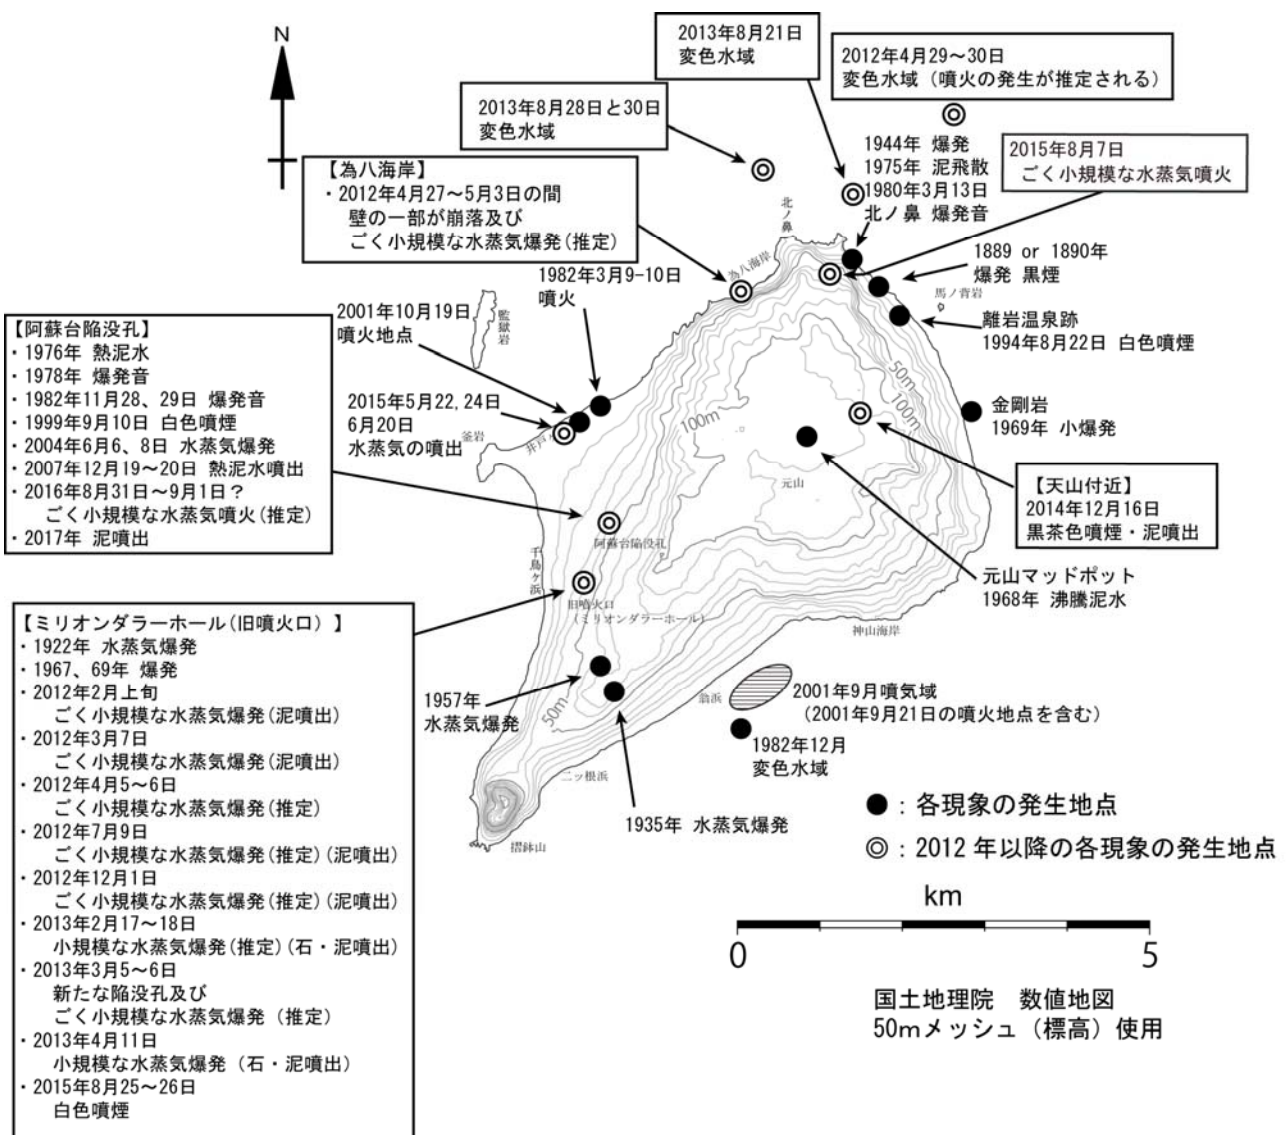 N
2013年8月21日
変色水域
2012年4月29〜30日
変色水域（噴火の発生が推定される）
2013年8月28日と30日
変色水域
1944年 爆発
1975年 泥飛散
1980年3月13日
北ノ鼻 爆発音
2015年8月7日
ごく小規模な水蒸気噴火
【為八海岸】
・2012年4月27〜5月3日の間
壁の一部が崩落及び
ごく小規模な水蒸気爆発(推定)
北ノ鼻
為八海岸
1889 or 1890年
爆発 黒煙
馬ノ背岩
離岩温泉跡
1994年8月22日 白色噴煙
1982年3月9-10日
噴火
2001年10月19日
噴火地点
監獄岩
2015年5月22,24日
6月20日
水蒸気の噴出
釜岩
井戸ヶ
【阿蘇台陥没孔】
・1976年 熱泥水
・1978年 爆発音
・1982年11月28、29日 爆発音
・1999年9月10日 白色噴煙
・2004年6月6、8日 水蒸気爆発
・2007年12月19〜20日 熱泥水噴出
・2016年8月31日〜9月1日？
ごく小規模な水蒸気噴火(推定)
・2017年 泥噴出
50m
100m
100m
金剛岩
1969年 小爆発
元山
【天山付近】
2014年12月16日
黒茶色噴煙・泥噴出
元山マッドポット
1968年 沸騰泥水
阿蘇台陥没孔
千鳥ヶ浜
旧噴火口
(ミリオンダラーホール)
神山海岸
【ミリオンダラーホール(旧噴火口）】
・1922年 水蒸気爆発
・1967、69年 爆発
・2012年2月上旬
ごく小規模な水蒸気爆発(泥噴出)
・2012年3月7日
ごく小規模な水蒸気爆発(泥噴出)
・2012年4月5〜6日
ごく小規模な水蒸気爆発(推定)
・2012年7月9日
ごく小規模な水蒸気爆発(推定)(泥噴出)
・2012年12月1日
ごく小規模な水蒸気爆発(推定)(泥噴出)
・2013年2月17〜18日
小規模な水蒸気爆発(推定)(石・泥噴出)
・2013年3月5〜6日
新たな陥没孔及び
ごく小規模な水蒸気爆発（推定)
・2013年4月11日
小規模な水蒸気爆発（石・泥噴出)
・2015年8月25〜26日
白色噴煙
1957年
水蒸気爆発
50m
翁浜
2001年9月噴気域
（2001年9月21日の噴火地点を含む）
1982年12月
変色水域
二ッ根浜
1935年 水蒸気爆発
摺鉢山
●：各現象の発生地点
◎：2012年以降の各現象の発生地点
km
0 5
国土地理院 数値地図
50mメッシュ（標高）使用